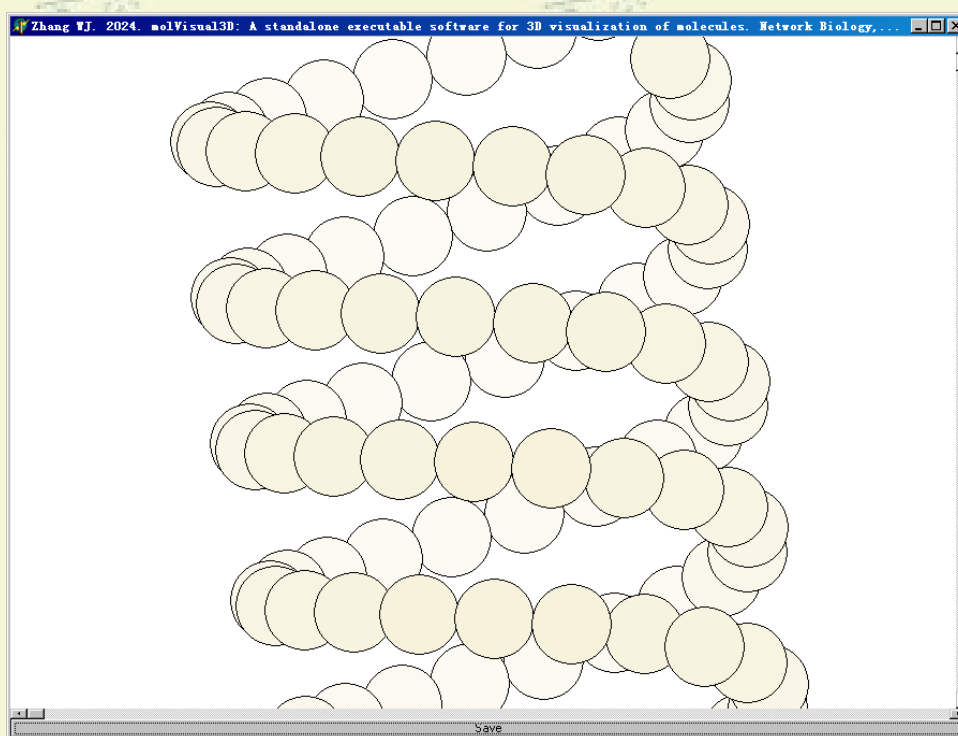 Zhang WJ. 2024. molVisual3D: A standalone executable software for 3D visualization of molecules. Network Biology,...
Save